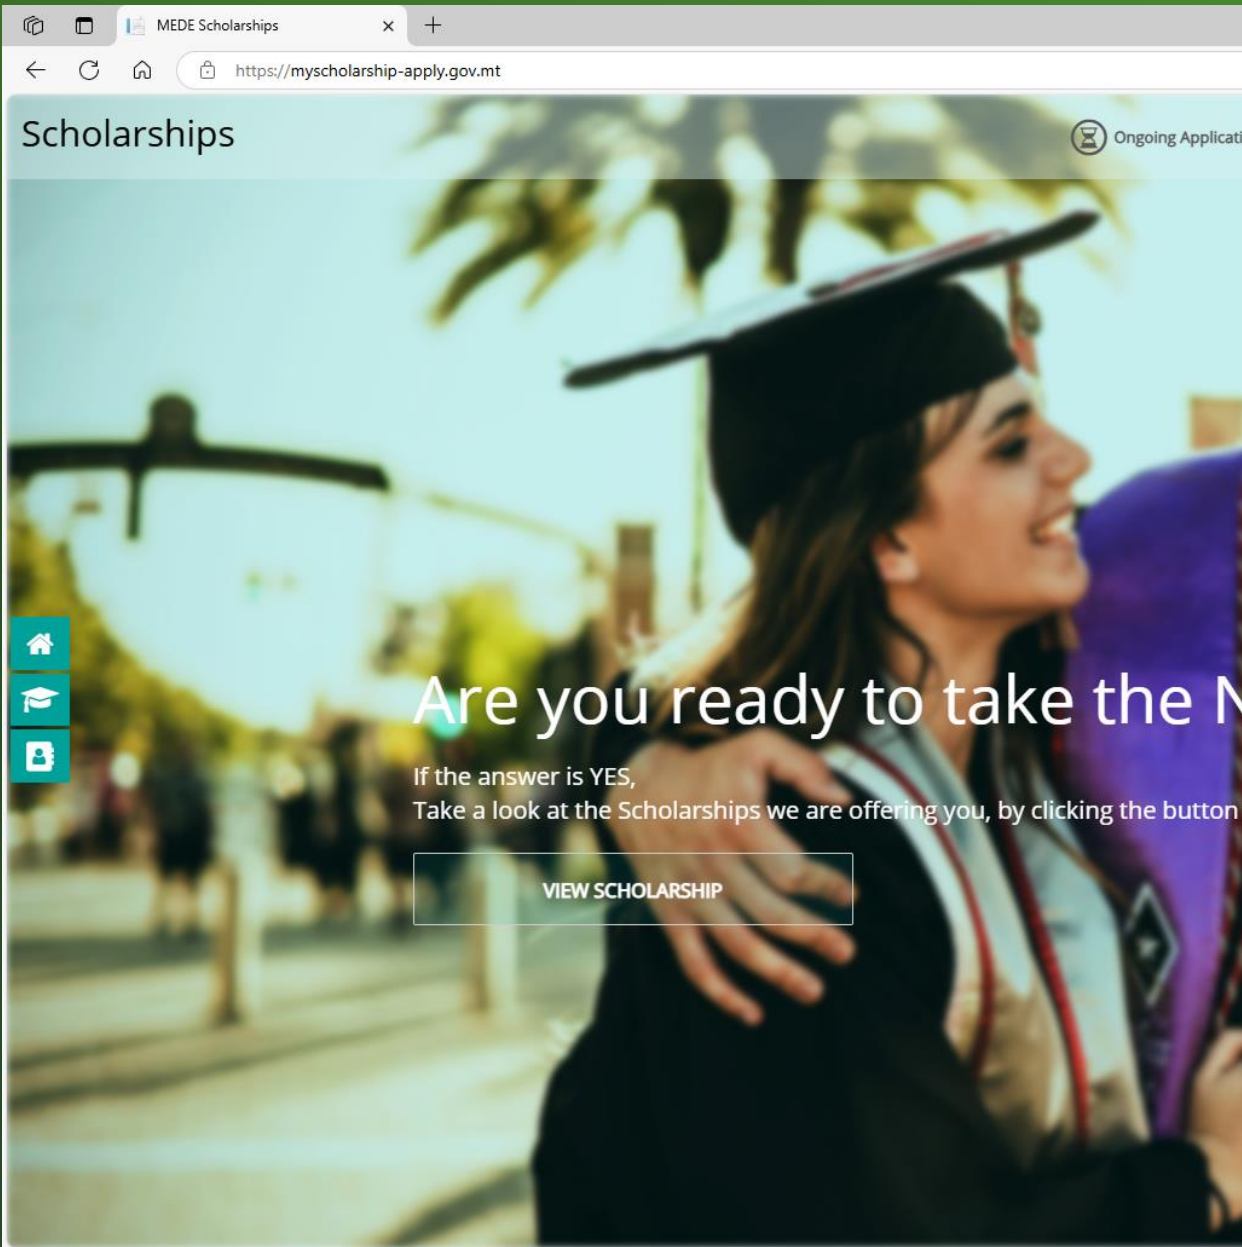 MEDE Scholarships
https://myscholarship-apply.gov.mt
Scholarships
Ongoing Applicati
Are you ready to take the N
If the answer is YES,
Take a look at the Scholarships we are offering you, by clicking the button
VIEW SCHOLARSHIP